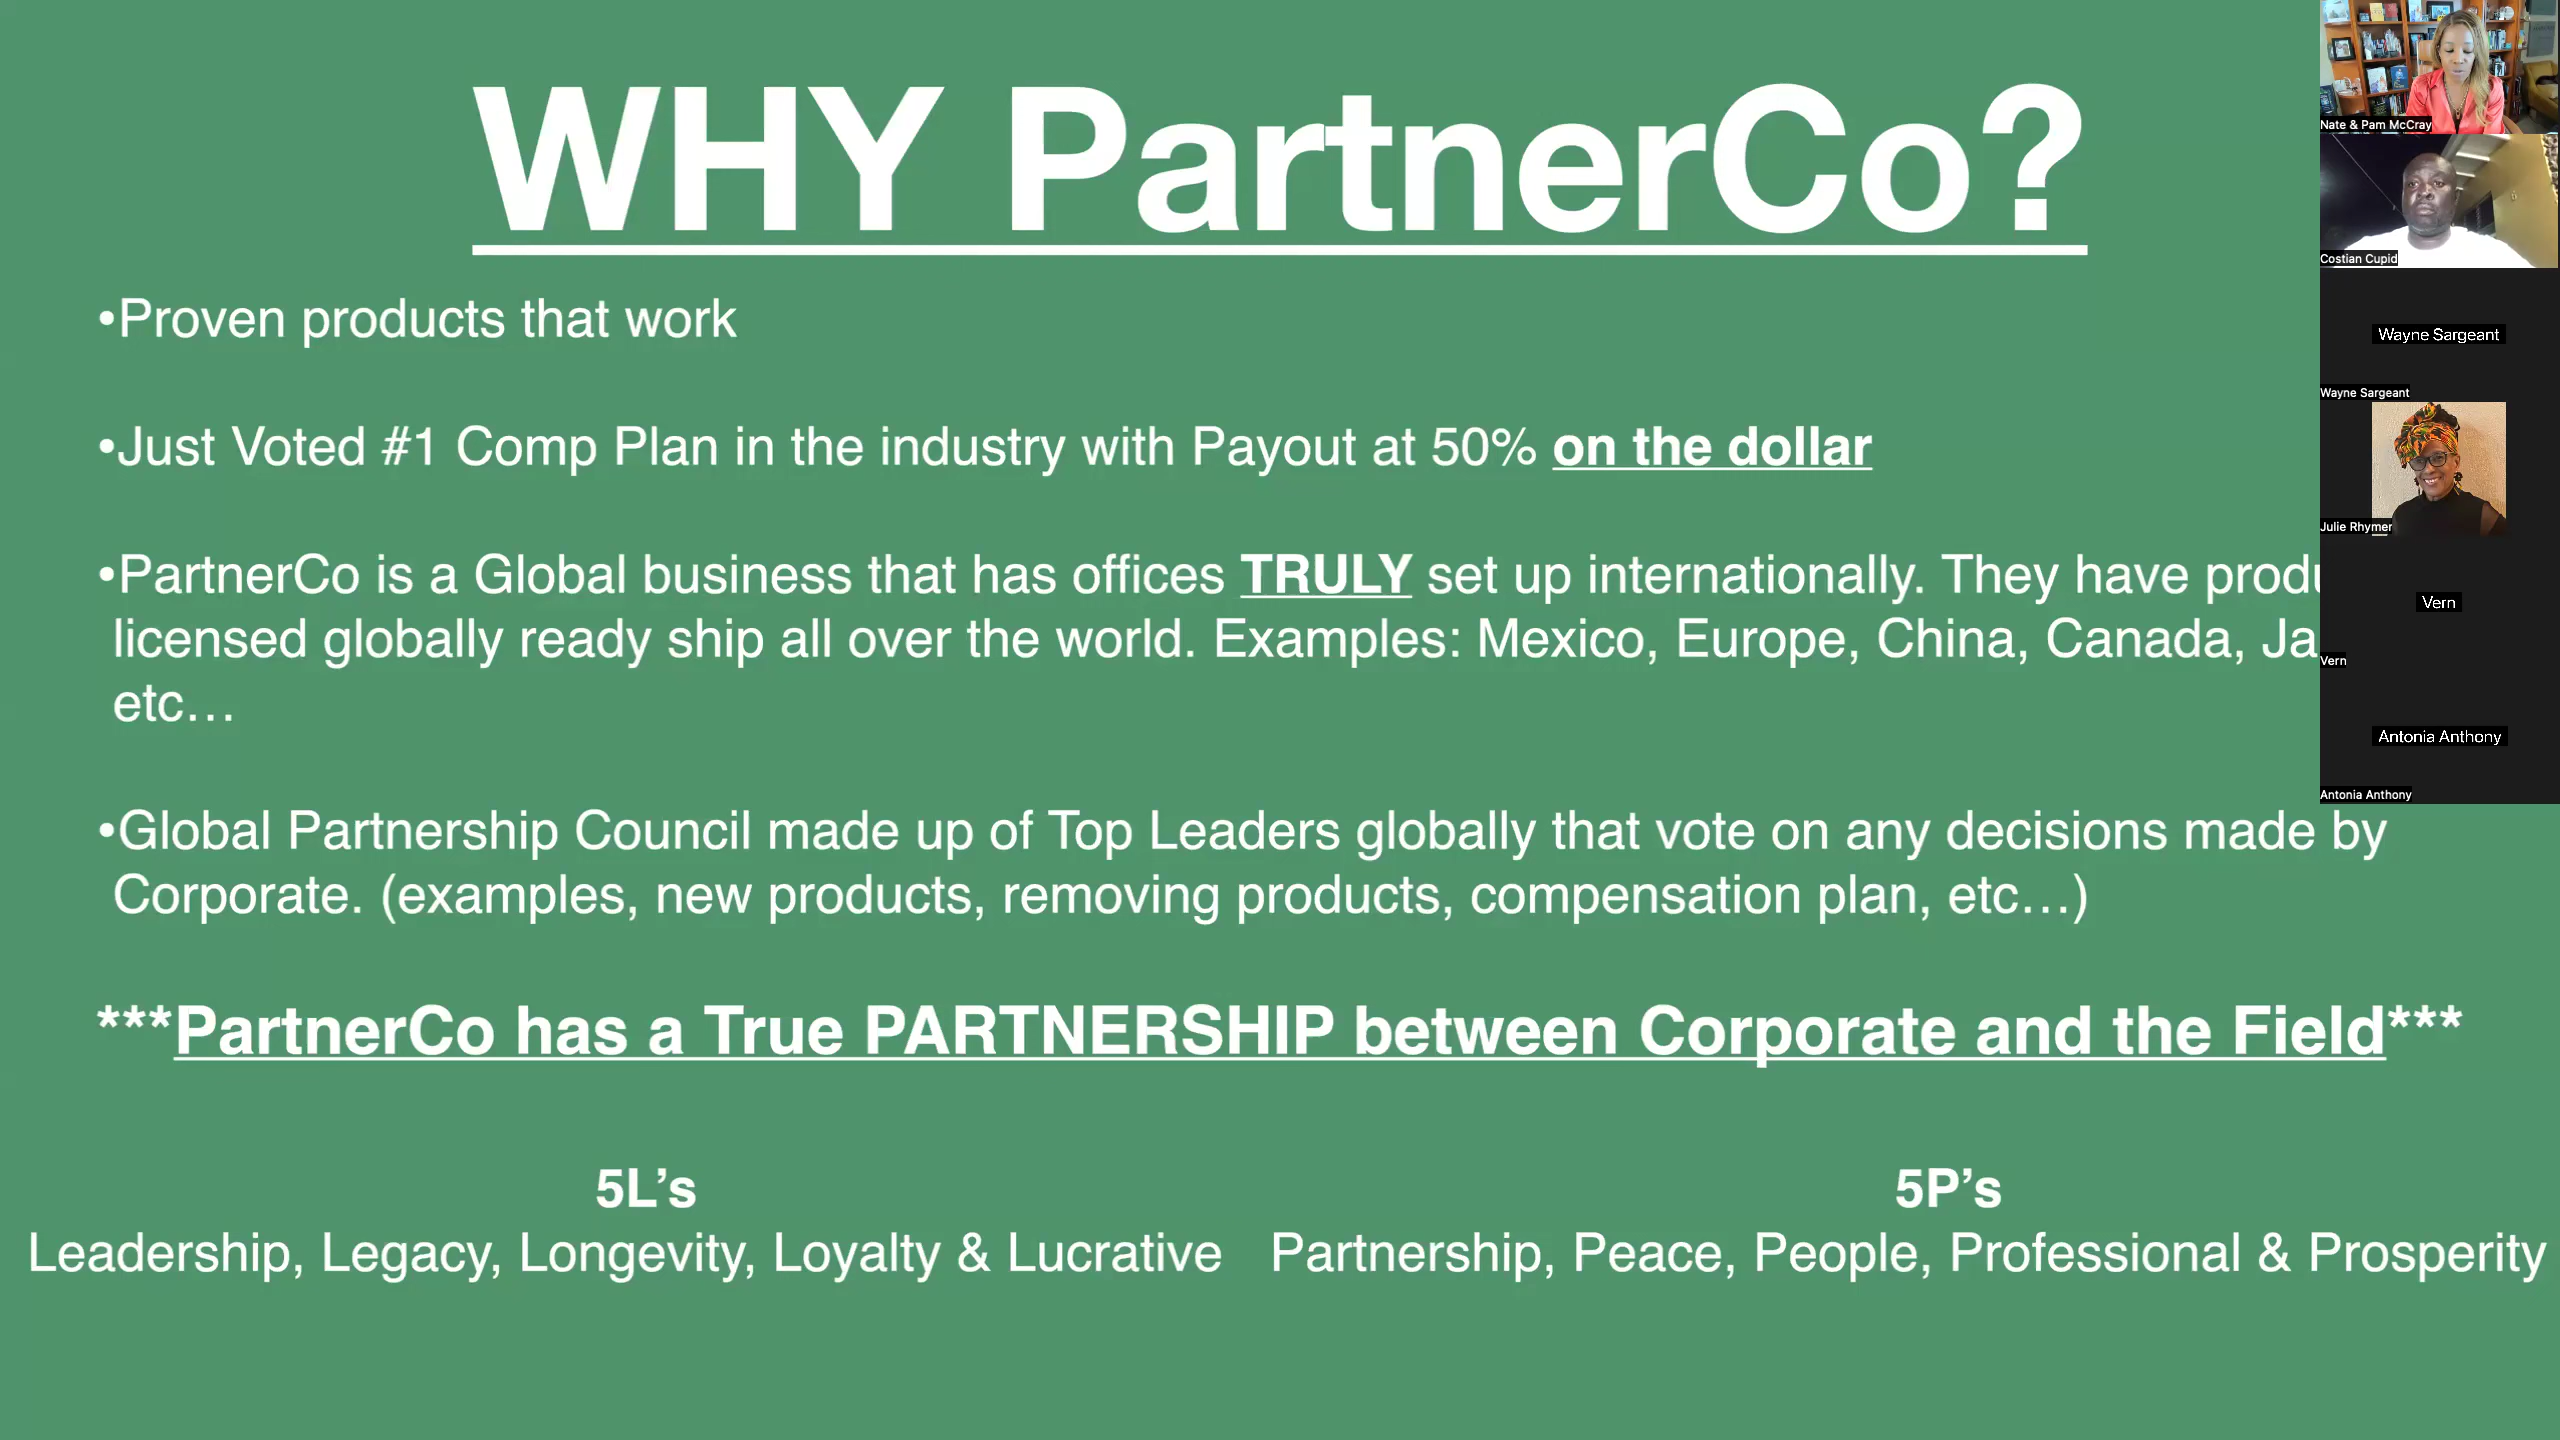 WHY PartnerCo?
•Proven products that work
•Just Voted #1 Comp Plan in the industry with Payout at 50% on the dollar
•PartnerCo is a Global business that has offices TRULY set up internationally. They have
licensed globally ready ship all over the world. Examples: Mexico, Europe, China, Canada,
etc…
•Global Partnership Council made up of Top Leaders globally that vote on any decisions made by
Corporate. (examples, new products, removing products, compensation plan, etc…)
***PartnerCo has a True PARTNERSHIP between Corporate and the Field***
5L’s
Leadership, Legacy, Longevity, Loyalty & Lucrative
5P’s
Partnership, Peace, People, Professional & Prosperity
Nate & Pam McCray
Costian Cupid
Wayne Sargeant
Wayne Sargeant
Julie Rhymer
Vern
Vern
Antonia Anthony
Antonia Anthony